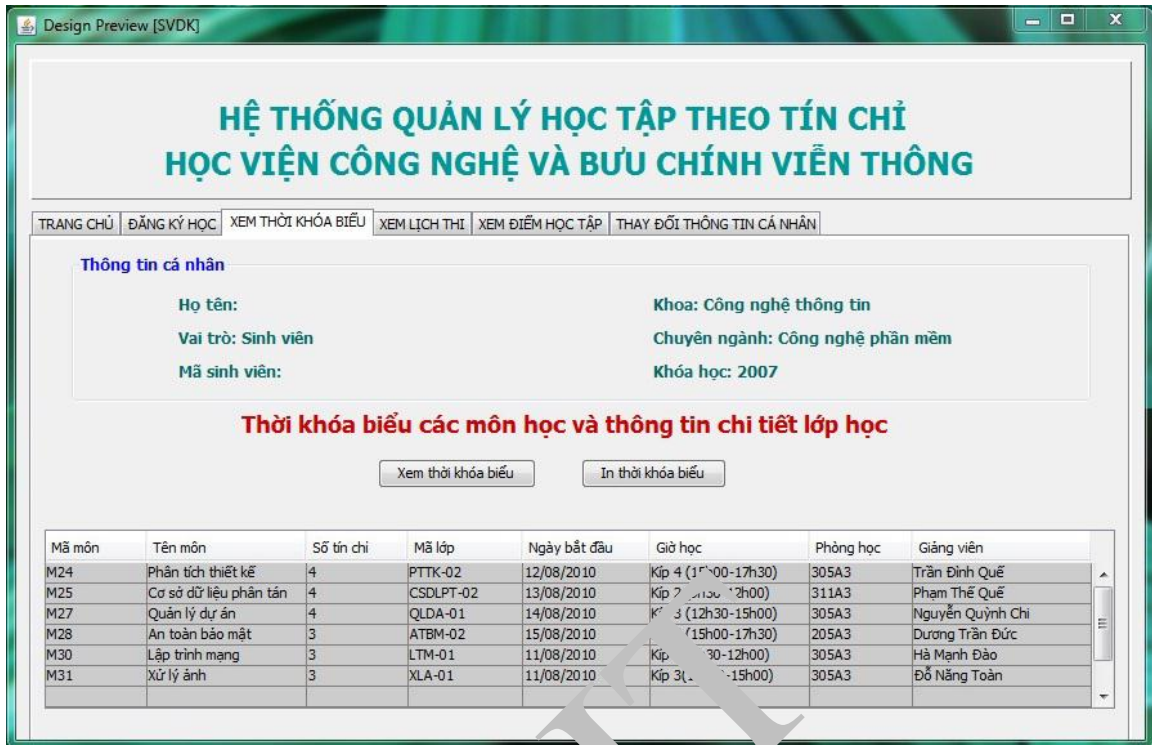 Design Preview [SVDK]
HỆ THỐNG QUẢN LÝ HỌC TẬP THEO TÍN CHỈ
HỌC VIỆN CÔNG NGHỆ VÀ BƯU CHÍNH VIỄN THÔNG
TRANG CHỦ ĐĂNG KÝ HỌC XEM THỜI KHÓA BIỂU XEM LỊCH THI XEM ĐIỂM HỌC TẬP THAY ĐỔI THÔNG TIN CÁ NHÂN
Thông tin cá nhân
Họ tên: Khoa: Công nghệ thông tin
Vai trò: Sinh viên Chuyên ngành: Công nghệ phần mềm
Mã sinh viên: Khóa học: 2007
Thời khóa biểu các môn học và thông tin chi tiết lớp học
Xem thời khóa biểu In thời khóa biểu
Mã môn Tên môn Số tín chỉ Mã lớp Ngày bắt đầu Giờ học Phòng học Giảng viên
M24 Phân tích thiết kế 4 PTTK-02 12/08/2010 Kíp 4 305A3 Trần Đình Quế
M25 Cơ sở dữ liệu phân tán 4 CSDLPT-02 13/08/2010 Kíp 2 311A3 Phạm Thế Quế
M27 Quản lý dự án 4 QLDA-01 14/08/2010 3 (12h30-15h00) 305A3 Nguyễn Quỳnh Chi
M28 An toàn bảo mật 3 ATBM-02 15/08/2010 (15h00-17h30) 205A3 Dương Trần Đức
M30 Lập trình mạng 3 LTM-01 11/08/2010 Kíp 305A3 Hà Mạnh Đào
M31 Xử lý ảnh 3 XLA-01 11/08/2010 Kíp 305A3 Đỗ Năng Toàn